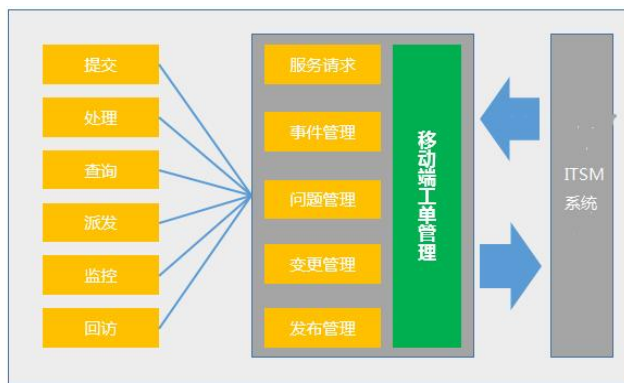 提交
处理
查询
派发
监控
回访
服务请求
事件管理
问题管理
变更管理
发布管理
移动端工单管理
ITSM
系统